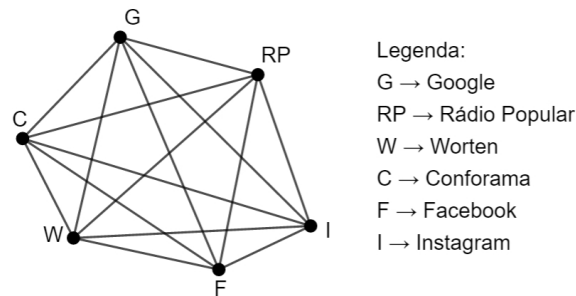 G
RP
C
W
I
F
Legenda:
G → Google
RP → Rádio Popular
W → Worten
C → Conforama
F → Facebook
I → Instagram